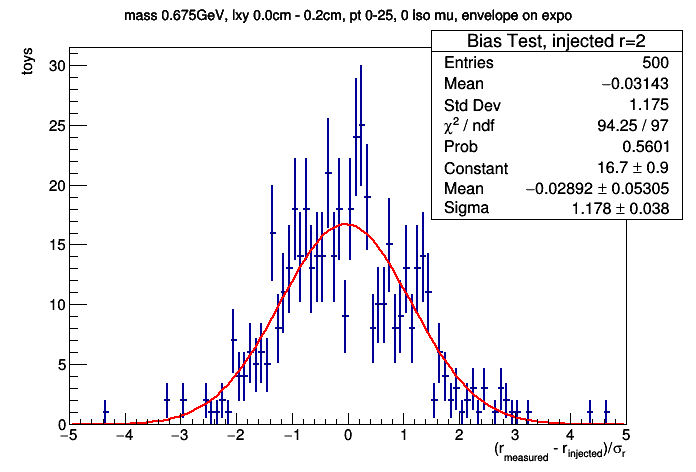 mass 0.675GeV, lxy 0.0cm - 0.2cm, pt 0-25, 0 Iso mu, envelope on expo
Bias Test, injected r=2
Entries 500
Mean −0.03143
Std Dev 1.175
χ² / ndf 94.25 / 97
Prob 0.5601
Constant 16.7 ± 0.9
Mean −0.02892 ± 0.05305
Sigma 1.178 ± 0.038
toys
30
25
20
15
10
5
0
−5 −4 −3 −2 −1 0 1 2 3 4 5
(r_measured - r_injected)/σ_r